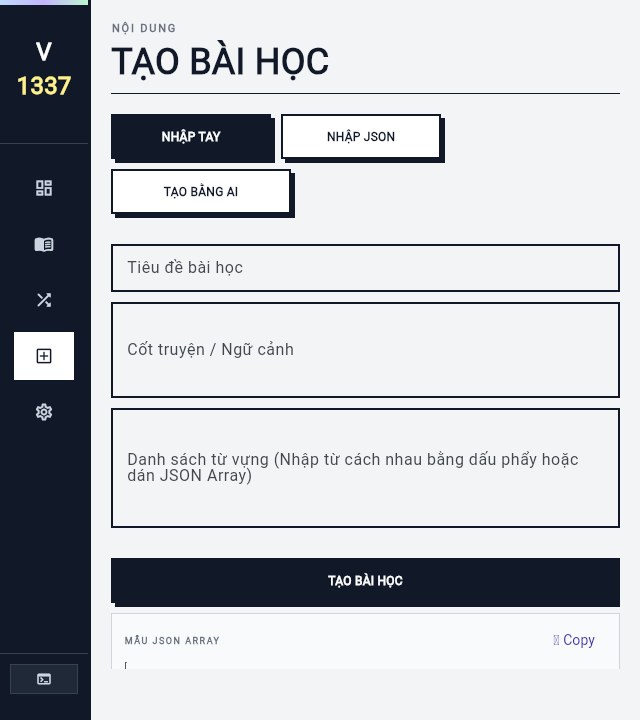 V
1337
NỘI DUNG
TẠO BÀI HỌC
NHẬP TAY
NHẬP JSON
TẠO BẰNG AI
Tiêu đề bài học
Cốt truyện / Ngữ cảnh
Danh sách từ vựng (Nhập từ cách nhau bằng dấu phẩy hoặc
dán JSON Array)
TẠO BÀI HỌC
MẪU JSON ARRAY
Copy
[